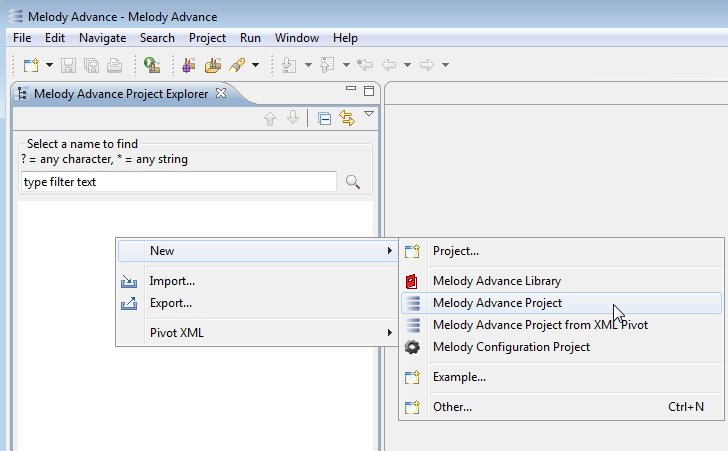 Melody Advance - Melody Advance
File Edit Navigate Search Project Run Window Help
Melody Advance Project Explorer
Select a name to find
? = any character, * = any string
type filter text
New
Import...
Export...
Pivot XML
Project...
Melody Advance Library
Melody Advance Project
Melody Advance Project from XML Pivot
Melody Configuration Project
Example...
Other... Ctrl+N